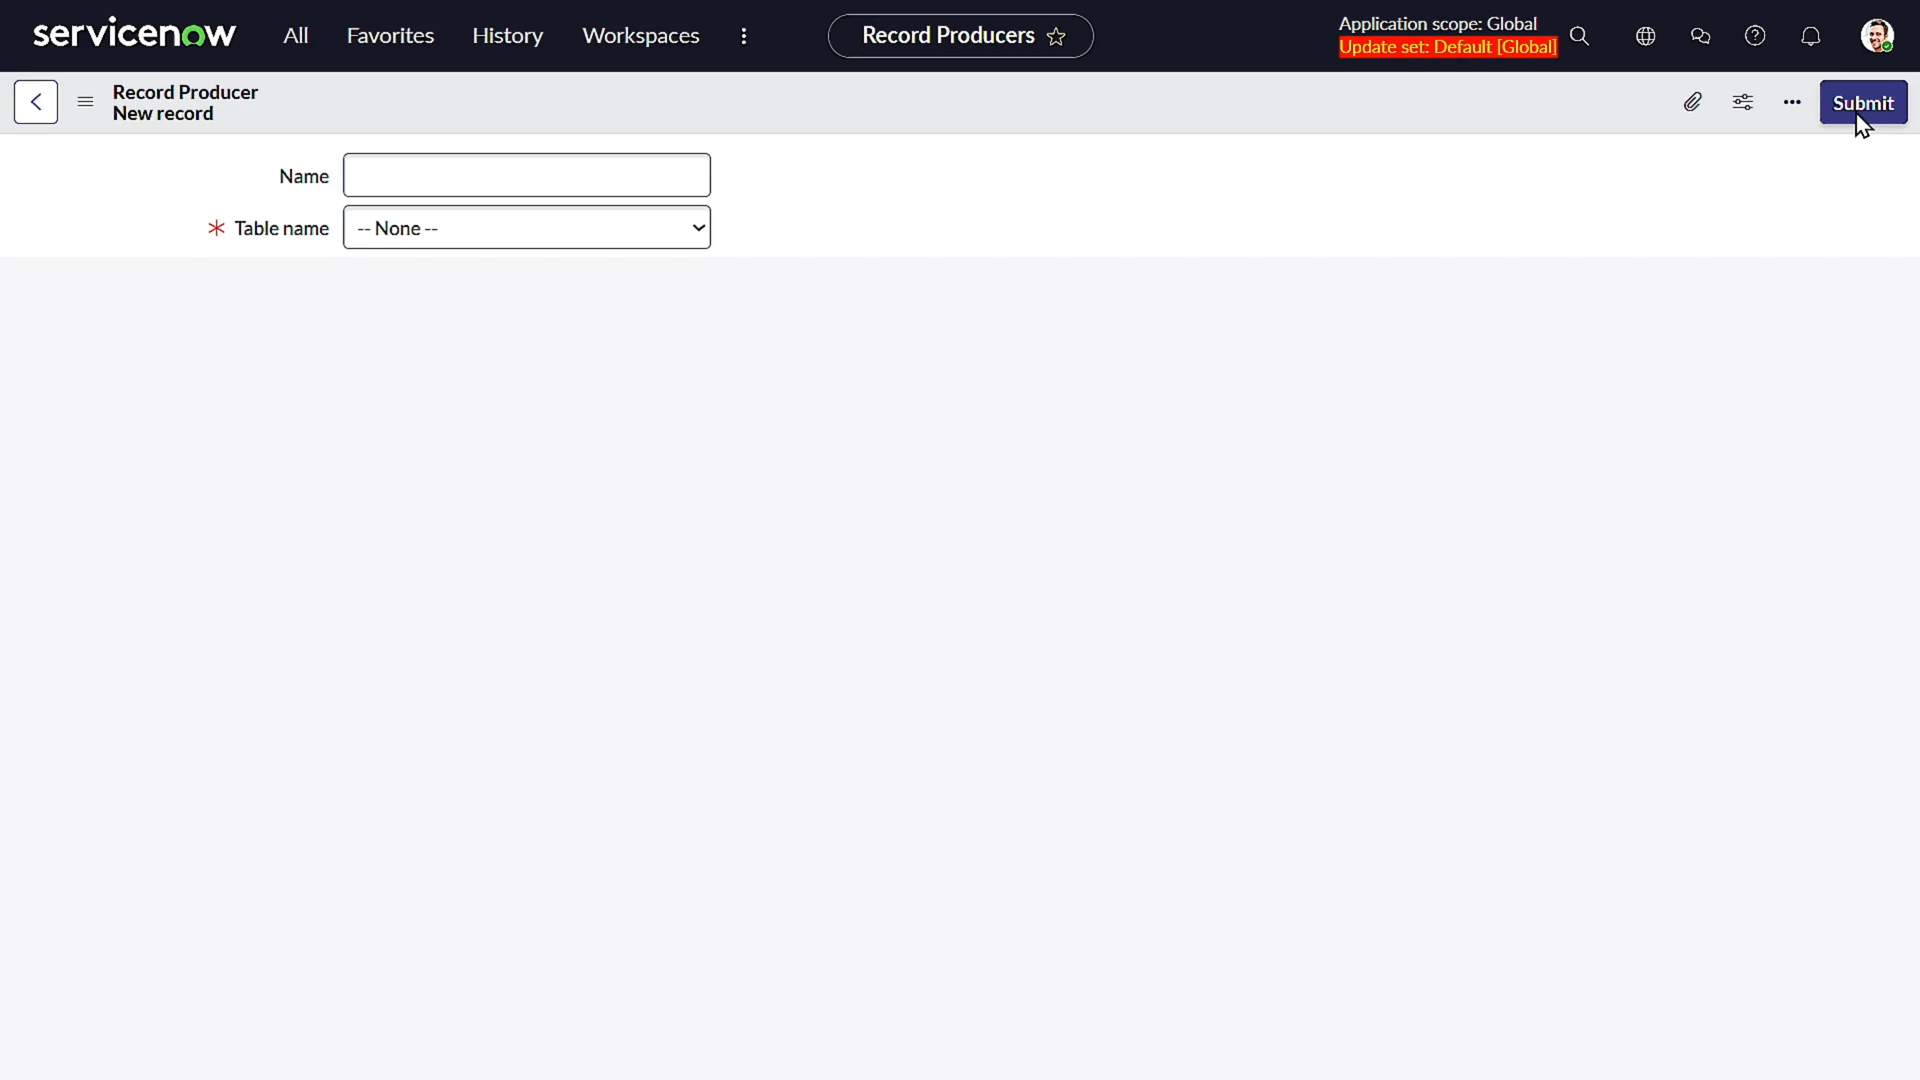 servicenow
All
Favorites
History
Workspaces
Record Producers
Application scope: Global
Update set: Default [Global]
Record Producer
New record
Submit
Name
* Table name
-- None --